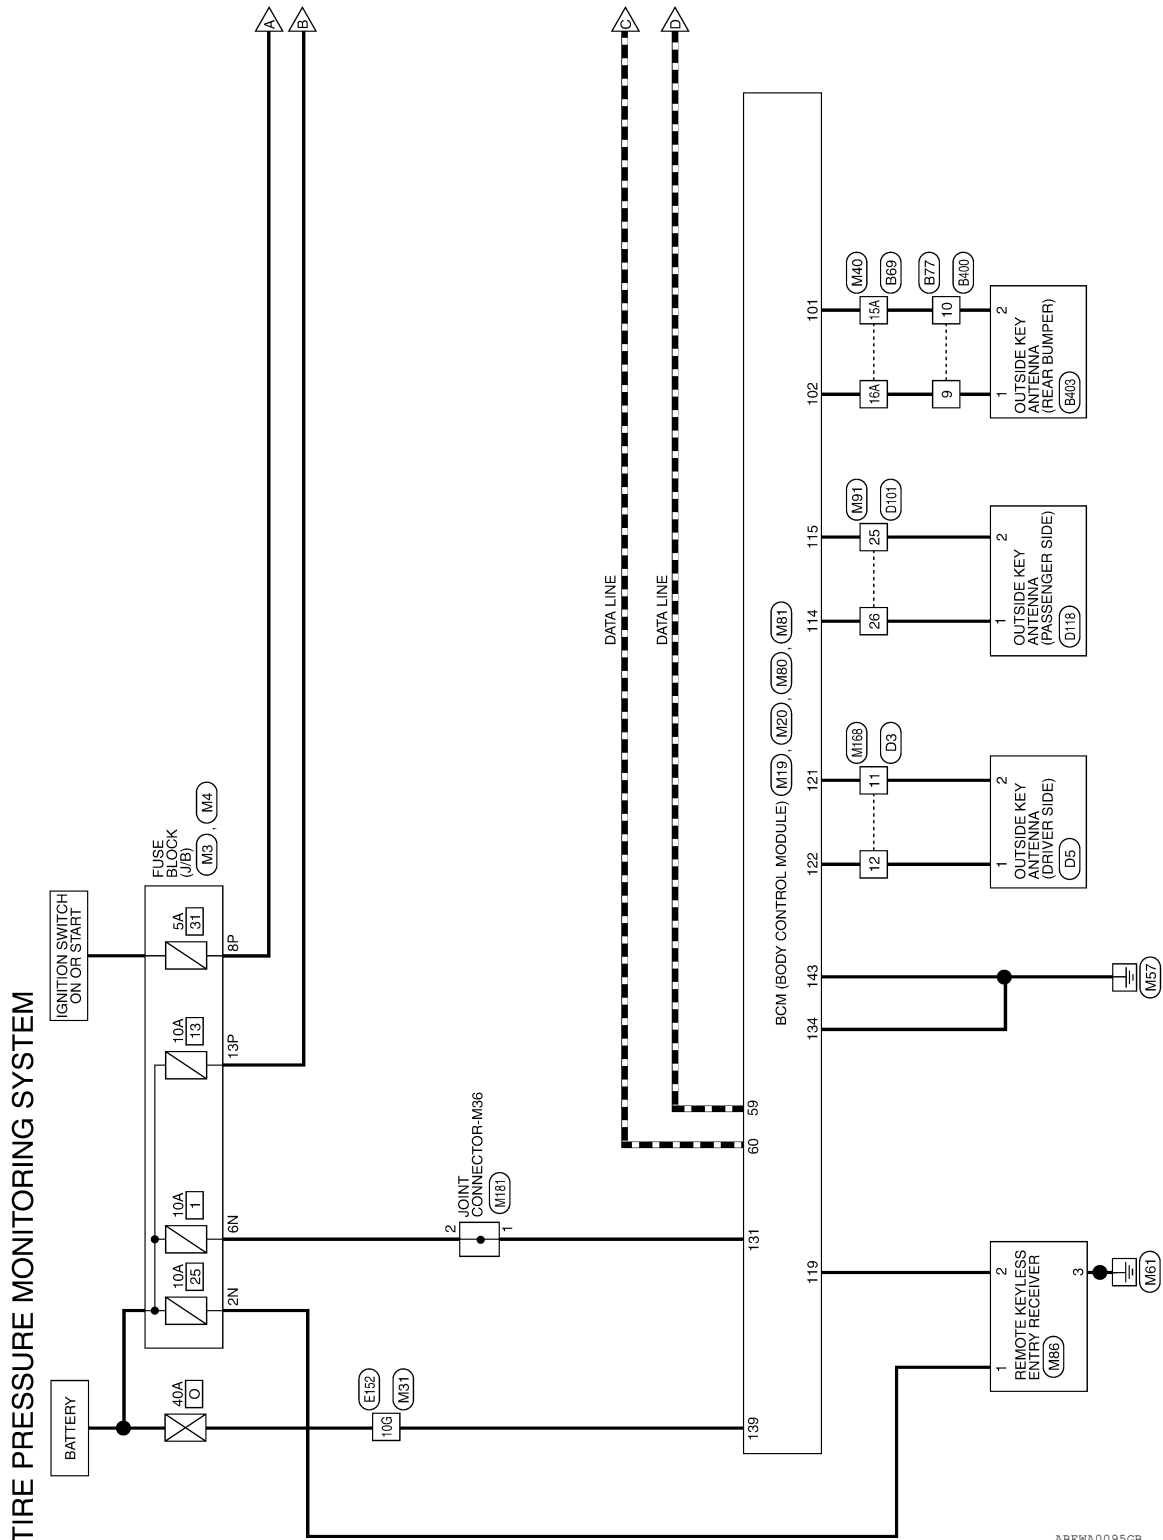 TIRE PRESSURE MONITORING SYSTEM
BATTERY
IGNITION SWITCH
ON OR START
40A
O
10A
25
10A
1
10A
13
5A
31
FUSE
BLOCK
(J/B)
M3 , M4
2N
6N
13P
8P
A
B
E152
10G
M31
2
1
JOINT
CONNECTOR-M36
M181
DATA LINE
C
DATA LINE
D
139
131
60
59
BCM (BODY CONTROL MODULE) M19 , M20 , M80 , M81
119
134
143
122
121
114
115
102
101
12
11
M168
D3
26
25
M91
D101
16A
15A
M40
B69
9
10
B77
B400
1
2
3
REMOTE KEYLESS
ENTRY RECEIVER
M86
M61
M57
1
2
OUTSIDE KEY
ANTENNA
(DRIVER SIDE)
D5
1
2
OUTSIDE KEY
ANTENNA
(PASSENGER SIDE)
D118
1
2
OUTSIDE KEY
ANTENNA
(REAR BUMPER)
B403